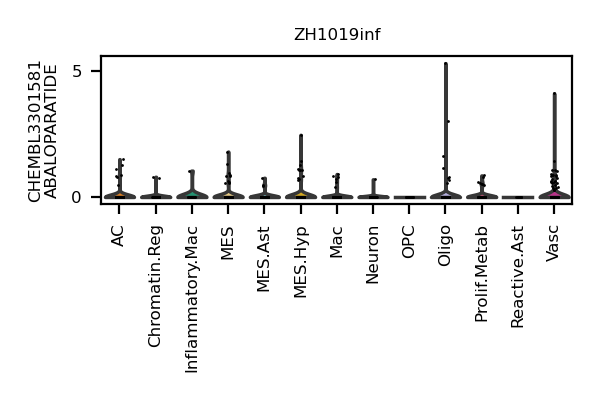 ZH1019inf
CHEMBL3301581
ABALOPARATIDE
5
0
AC
Chromatin.Reg
Inflammatory.Mac
MES
MES.Ast
MES.Hyp
Mac
Neuron
OPC
Oligo
Prolif.Metab
Reactive.Ast
Vasc